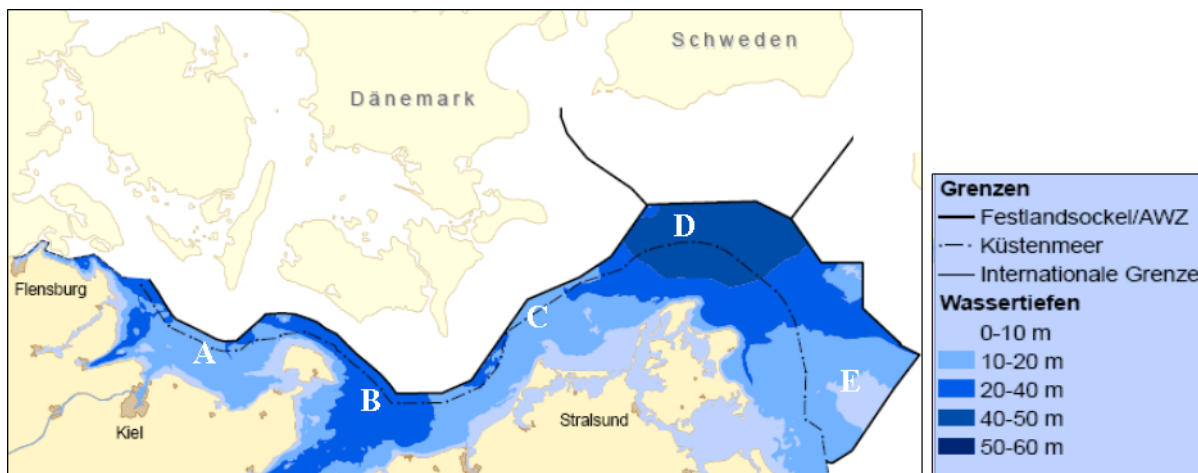 Schweden
Dänemark
D
Flensburg
C
A
E
B
Kiel
Stralsund
Grenzen
Festlandsockel/AWZ
Küstenmeer
Internationale Grenze
Wassertiefen
0-10 m
10-20 m
20-40 m
40-50 m
50-60 m